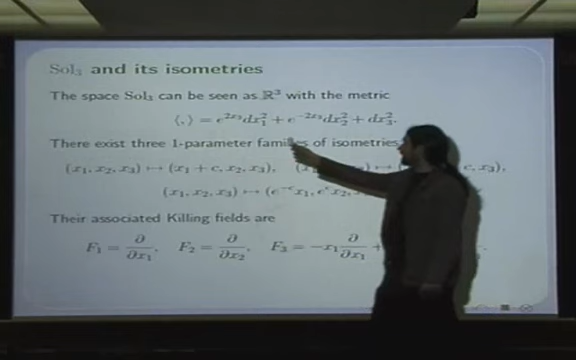 Sol₃ and its isometries
The space Sol₃ can be seen as ℝ³ with the metric
⟨,⟩ = e^{2x₃}dx₁² + e^{−2x₃}dx₂² + dx₃².
There exist three 1-parameter families of isometries
(x₁, x₂, x₃) ↦ (x₁ + c, x₂, x₃), (x₁ ↦ c, x₃),
(x₁, x₂, x₃) ↦ (e^{−c}x₁, e^{c}x₂,
Their associated Killing fields are
F₁ = ∂/∂x₁, F₂ = ∂/∂x₂, F₃ = −x₁ ∂/∂x₁ +